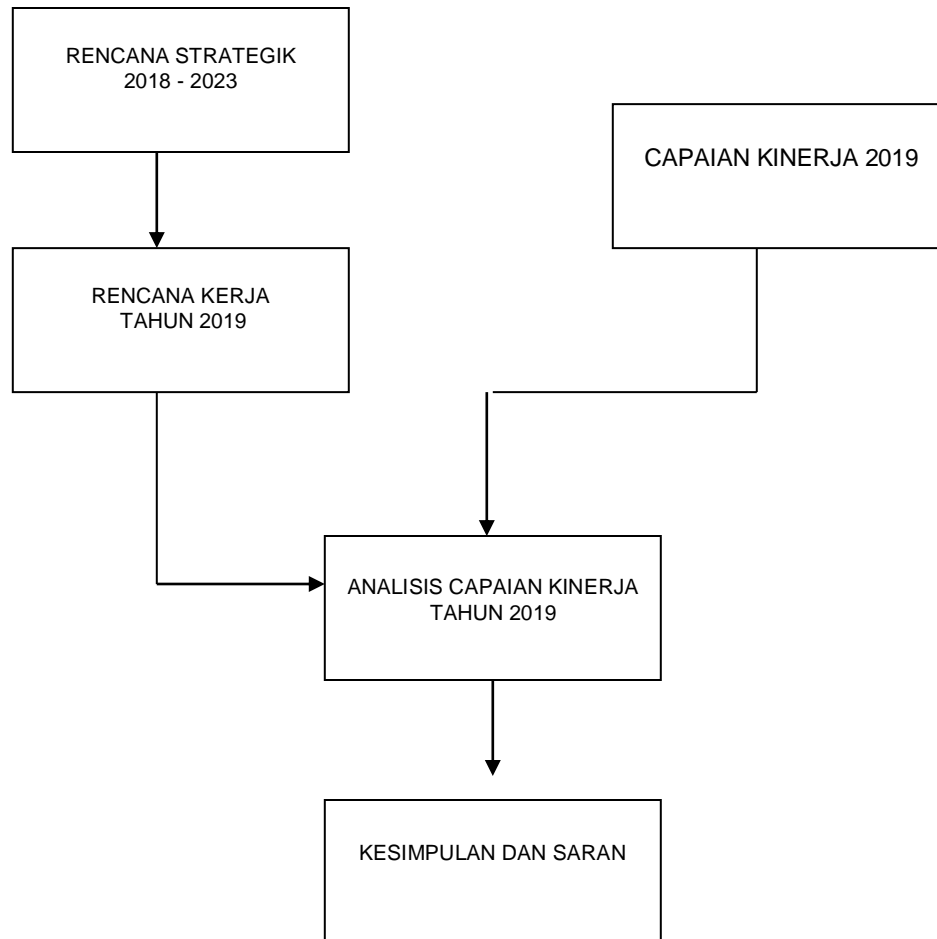 RENCANA STRATEGIK
2018 - 2023
CAPAIAN KINERJA 2019
RENCANA KERJA
TAHUN 2019
ANALISIS CAPAIAN KINERJA
TAHUN 2019
KESIMPULAN DAN SARAN